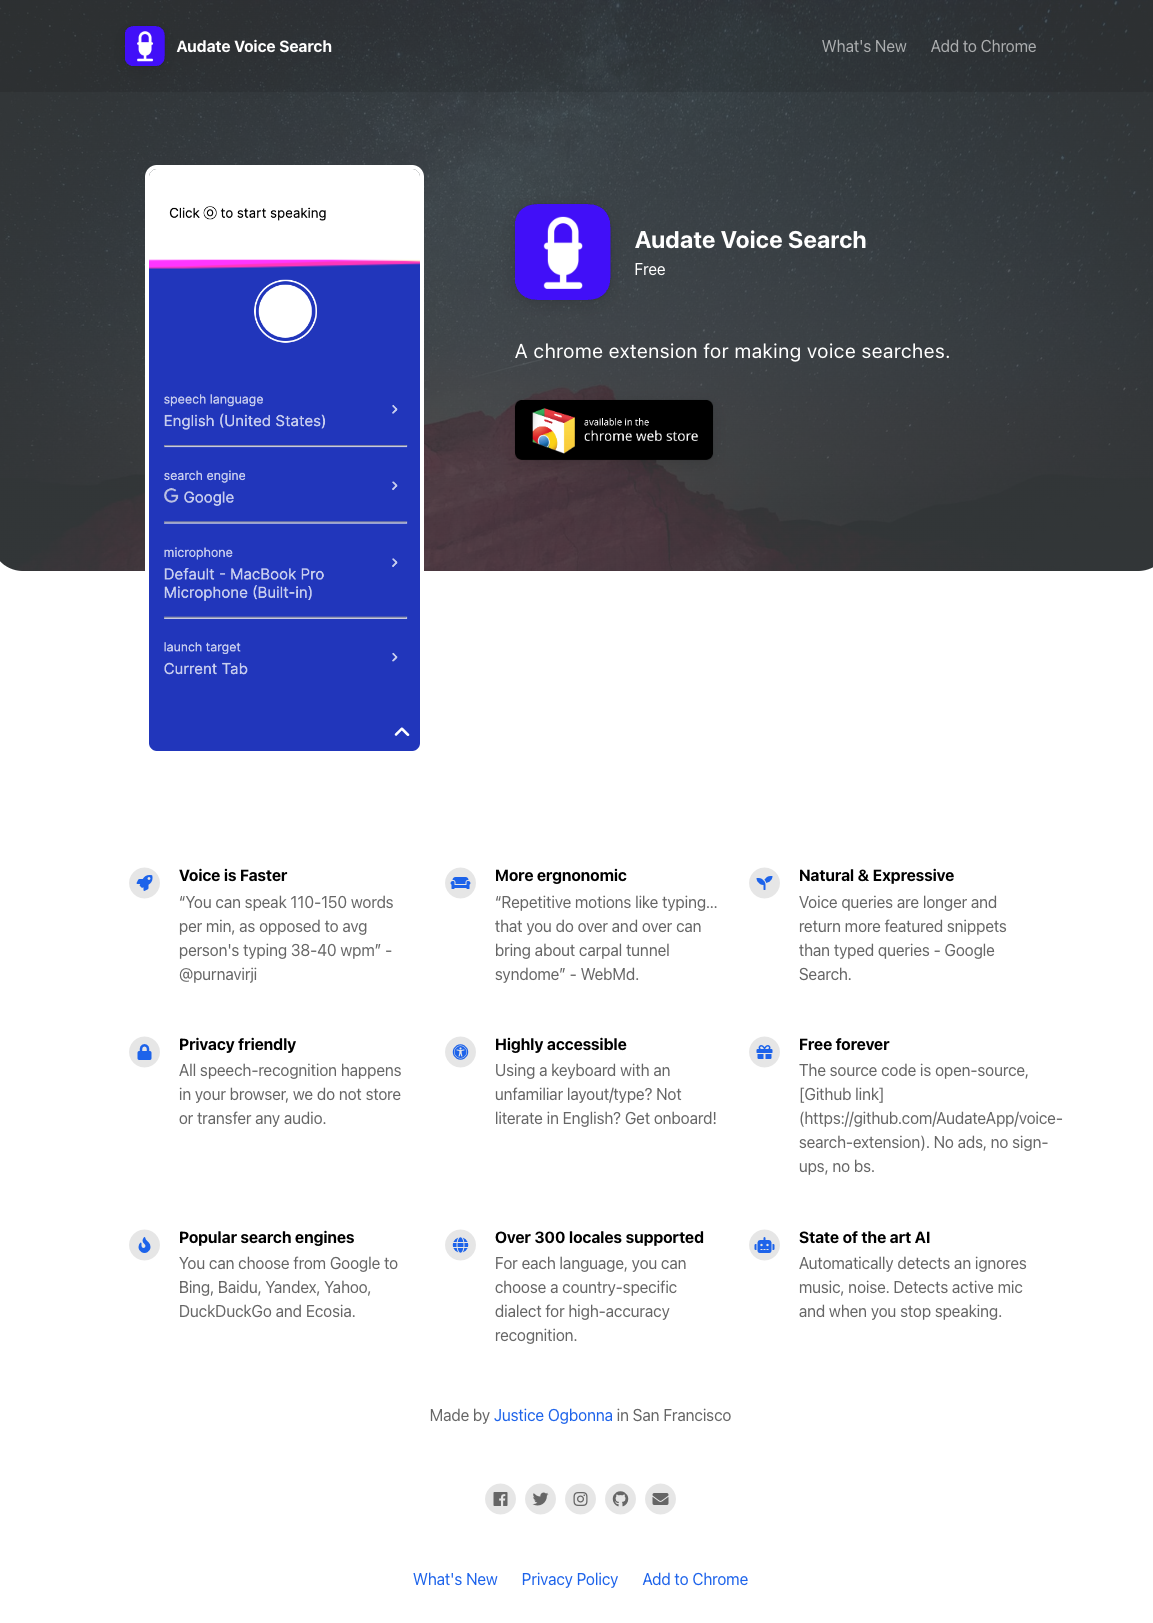 Audate Voice Search
What's New
Add to Chrome
Click to start speaking
speech language
English (United States)
search engine
Google
microphone
Default - MacBook Pro
Microphone (Built-in)
launch target
Current Tab
Audate Voice Search
Free
A chrome extension for making voice searches.
available in the
chrome web store
Voice is Faster
“You can speak 110-150 words
per min, as opposed to avg
person's typing 38-40 wpm” -
@purnavirji
More ergnonomic
“Repetitive motions like typing...
that you do over and over can
bring about carpal tunnel
syndome” - WebMd.
Natural & Expressive
Voice queries are longer and
return more featured snippets
than typed queries - Google
Search.
Privacy friendly
All speech-recognition happens
in your browser, we do not store
or transfer any audio.
Highly accessible
Using a keyboard with an
unfamiliar layout/type? Not
literate in English? Get onboard!
Free forever
The source code is open-source,
[Github link]
(https://github.com/AudateApp/voice-
search-extension). No ads, no sign-
ups, no bs.
Popular search engines
You can choose from Google to
Bing, Baidu, Yandex, Yahoo,
DuckDuckGo and Ecosia.
Over 300 locales supported
For each language, you can
choose a country-specific
dialect for high-accuracy
recognition.
State of the art AI
Automatically detects an ignores
music, noise. Detects active mic
and when you stop speaking.
Made by Justice Ogbonna in San Francisco
What's New
Privacy Policy
Add to Chrome